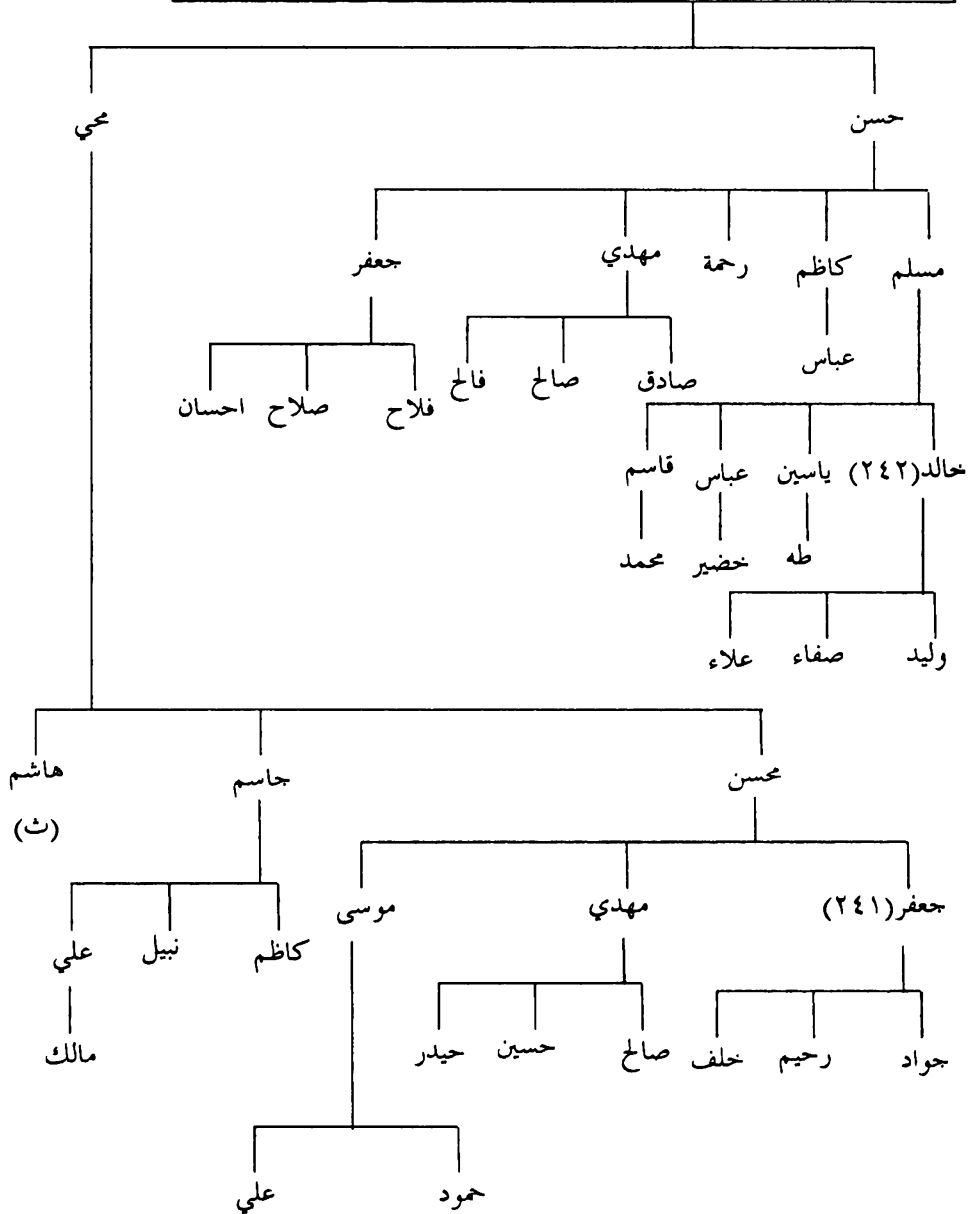 حسن محي
مسلم كاظم رحمة مهدي جعفر
عباس
صادق صالح فالح
فلاح صلاح احسان
خالد(٢٤٢) ياسين عباس قاسم
طه خضير محمد
وليد صفاء علاء
محسن جاسم هاشم
(ث)
جعفر(٢٤١) مهدي موسى
كاظم نبيل علي
جواد رحيم خلف صالح حسين حيدر مالك
حمود علي